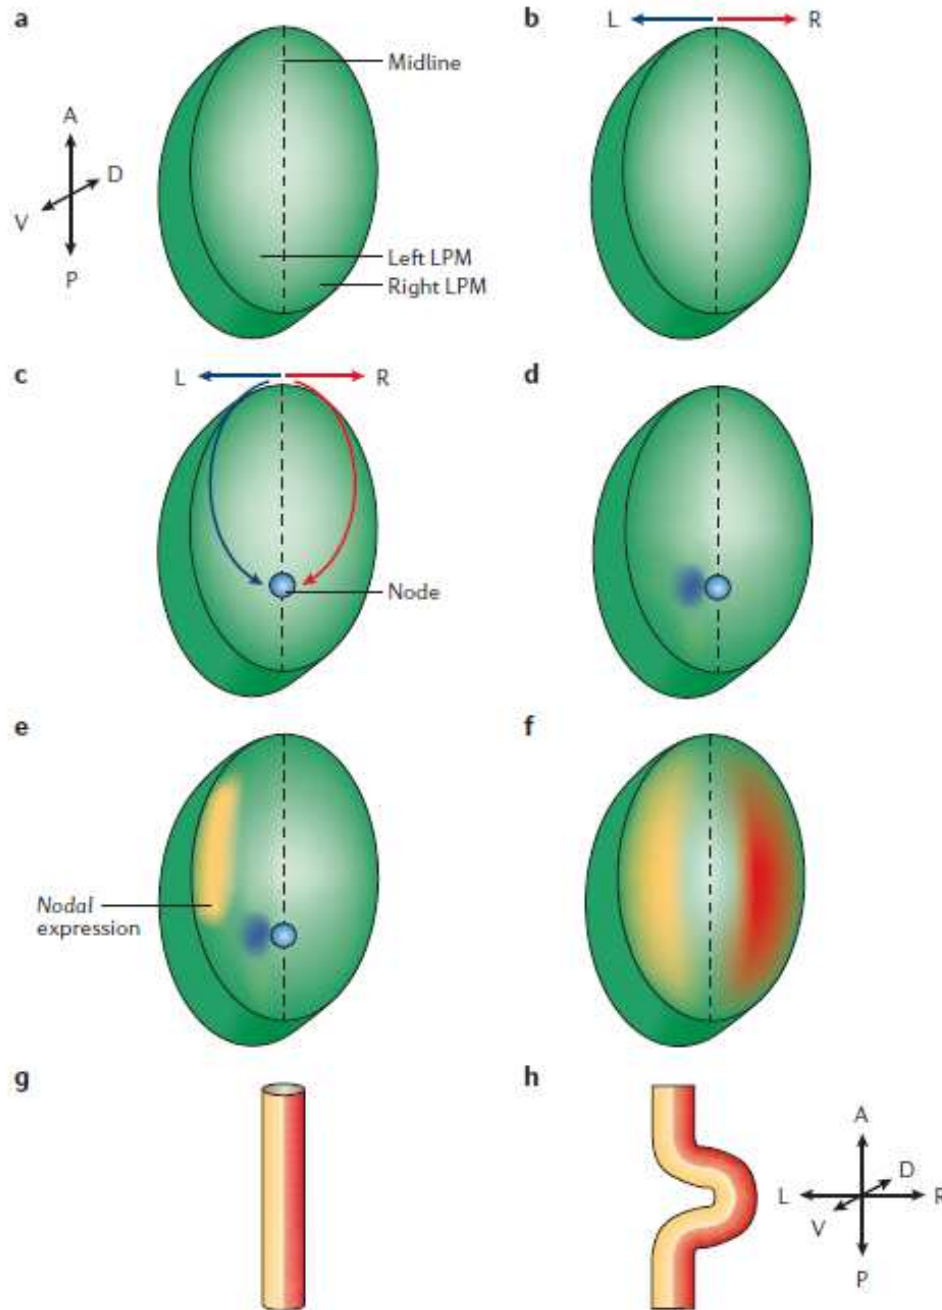 a
Midline
A
D
V
P
Left LPM
Right LPM
b
L
R
c
L
R
Node
d
e
Nodal
expression
f
g
h
A
D
L
R
V
P